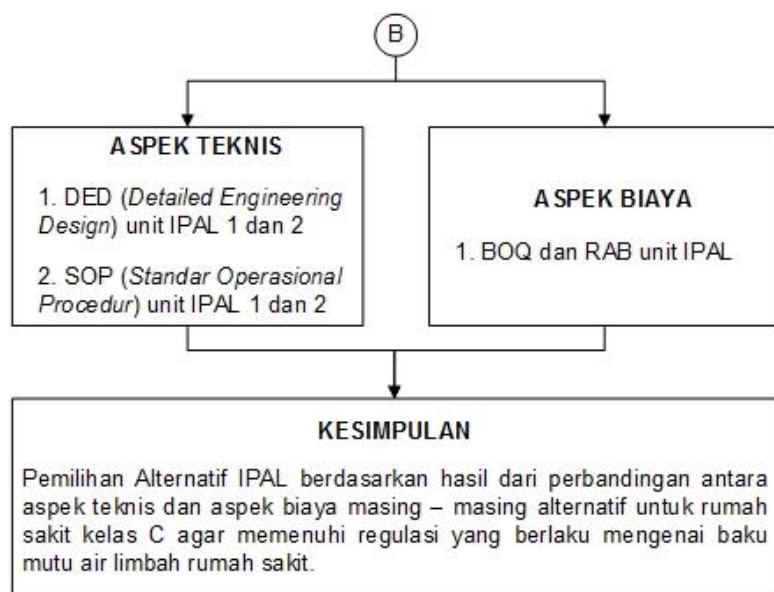 B
ASPEK TEKNIS
1. DED (Detailed Engineering
Design) unit IPAL 1 dan 2
2. SOP (Standar Operasional
Procedur) unit IPAL 1 dan 2
ASPEK BIAYA
1. BOQ dan RAB unit IPAL
KESIMPULAN
Pemilihan Alternatif IPAL berdasarkan hasil dari perbandingan antara
aspek teknis dan aspek biaya masing – masing alternatif untuk rumah
sakit kelas C agar memenuhi regulasi yang berlaku mengenai baku
mutu air limbah rumah sakit.